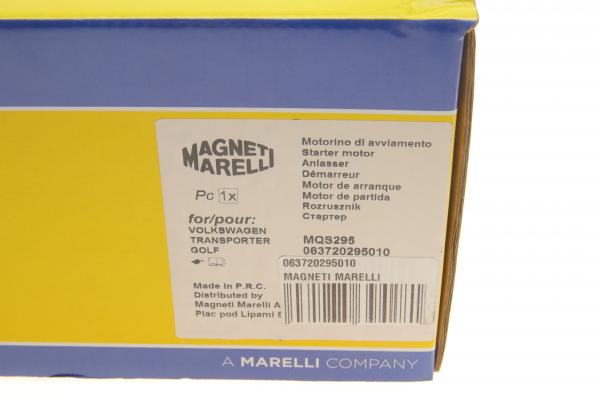 MAGNETI
MARELLI
Pc 1x
for/pour:
VOLKSWAGEN
TRANSPORTER
GOLF
Made in P.R.C.
Distributed by
Magneti Marelli A
Plac pod Lipami 5
Motorino di avviamento
Starter motor
Anlasser
Démarreur
Motor de arranque
Motor de partida
Rozrusznik
Стартер
MQS295
063720295010
063720295010
MAGNETI MARELLI
A MARELLI COMPANY